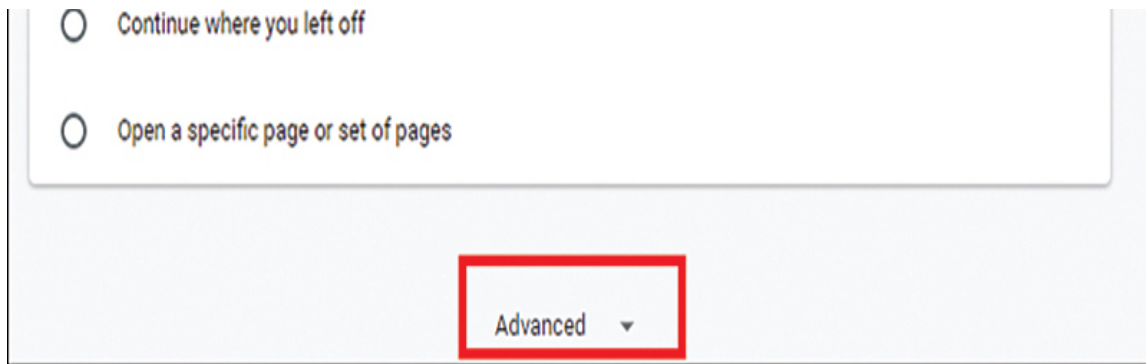 Continue where you left off
Open a specific page or set of pages
Advanced